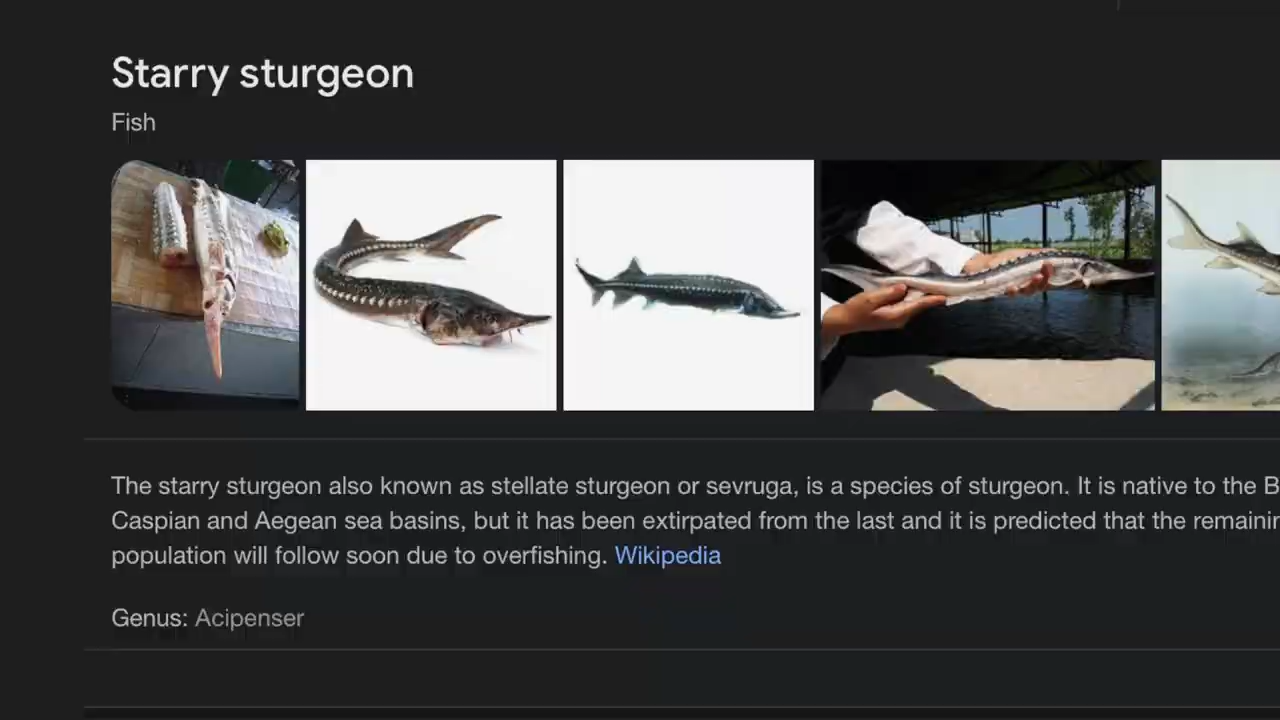 Starry sturgeon
Fish
The starry sturgeon also known as stellate sturgeon or sevruga, is a species of sturgeon. It is native to the
Caspian and Aegean sea basins, but it has been extirpated from the last and it is predicted that the
population will follow soon due to overfishing. Wikipedia
Genus: Acipenser